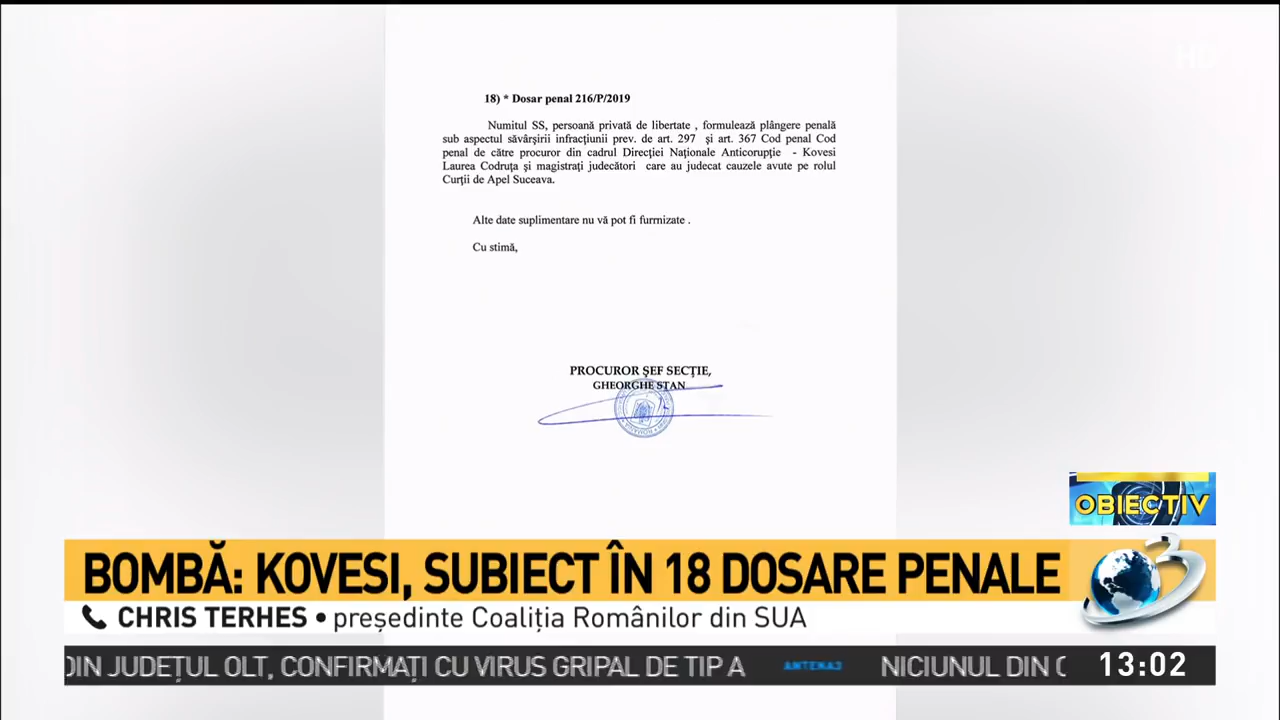 HD
18) * Dosar penal 216/P/2019
Numitul SS, persoană privată de libertate , formulează plângere penală
sub aspectul săvârşirii infracţiunii prev. de art. 297 şi art. 367 Cod penal Cod
penal de către procuror din cadrul Direcţiei Naţionale Anticorupţie - Kovesi
Laurea Codruţa şi magistraţi judecători care au judecat cauzele avute pe rolul
Curţii de Apel Suceava.
Alte date suplimentare nu vă pot fi furrnizate .
Cu stimă,
PROCUROR ŞEF SECŢIE,
GHEORGHE STAN
OBIECTIV
BOMBĂ: KOVESI, SUBIECT ÎN 18 DOSARE PENALE
3
CHRIS TERHES • președinte Coaliția Românilor din SUA
DIN JUDEȚUL OLT, CONFIRMAȚI CU VIRUS GRIPAL DE TIP A ANTENA3 NICIUNUL DIN 13:02